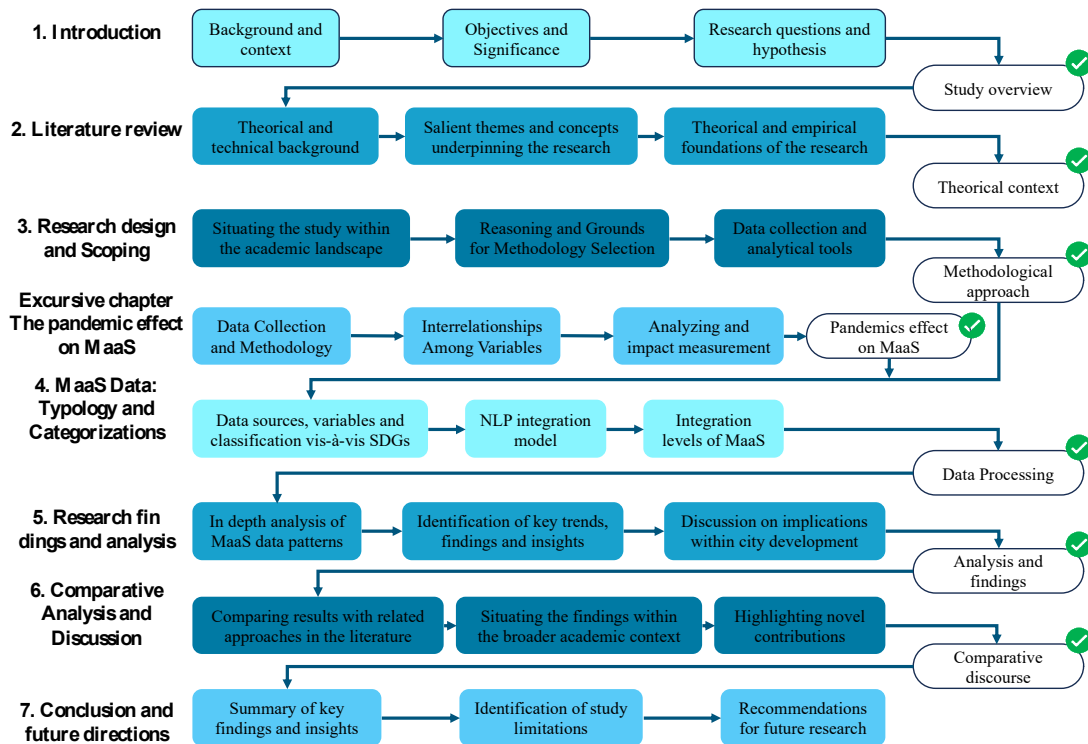 1. Introduction
Background and
context
Objectives and
Significance
Research questions and
hypothesis
Study overview
2. Literature review
Theorical and
technical background
Salient themes and concepts
underpinning the research
Theorical and empirical
foundations of the research
Theorical context
3. Research design
and Scoping
Situating the study within
the academic landscape
Reasoning and Grounds
for Methodology Selection
Data collection and
analytical tools
Methodological
approach
Excursive chapter
The pandemic effect
on MaaS
Data Collection
and Methodology
Interrelationships
Among Variables
Analyzing and
impact measurement
Pandemics effect
on MaaS
4. MaaS Data:
Typology and
Categorizations
Data sources, variables and
classification vis-à-vis SDGs
NLP integration
model
Integration
levels of MaaS
Data Processing
5. Research fin
dings and analysis
In depth analysis of
MaaS data patterns
Identification of key trends,
findings and insights
Discussion on implications
within city development
Analysis and
findings
6. Comparative
Analysis and
Discussion
Comparing results with related
approaches in the literature
Situating the findings within
the broader academic context
Highlighting novel
contributions
Comparative
discourse
7. Conclusion and
future directions
Summary of key
findings and insights
Identification of study
limitations
Recommendations
for future research